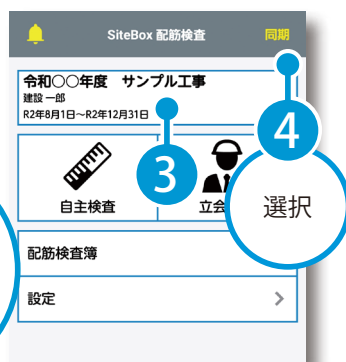 SiteBox 配筋検査 同期
令和○○年度 サンプル工事
建設 一郎
R2年8月1日~R2年12月31日
4
3
選択
自主検査 立会
配筋検査簿
設定